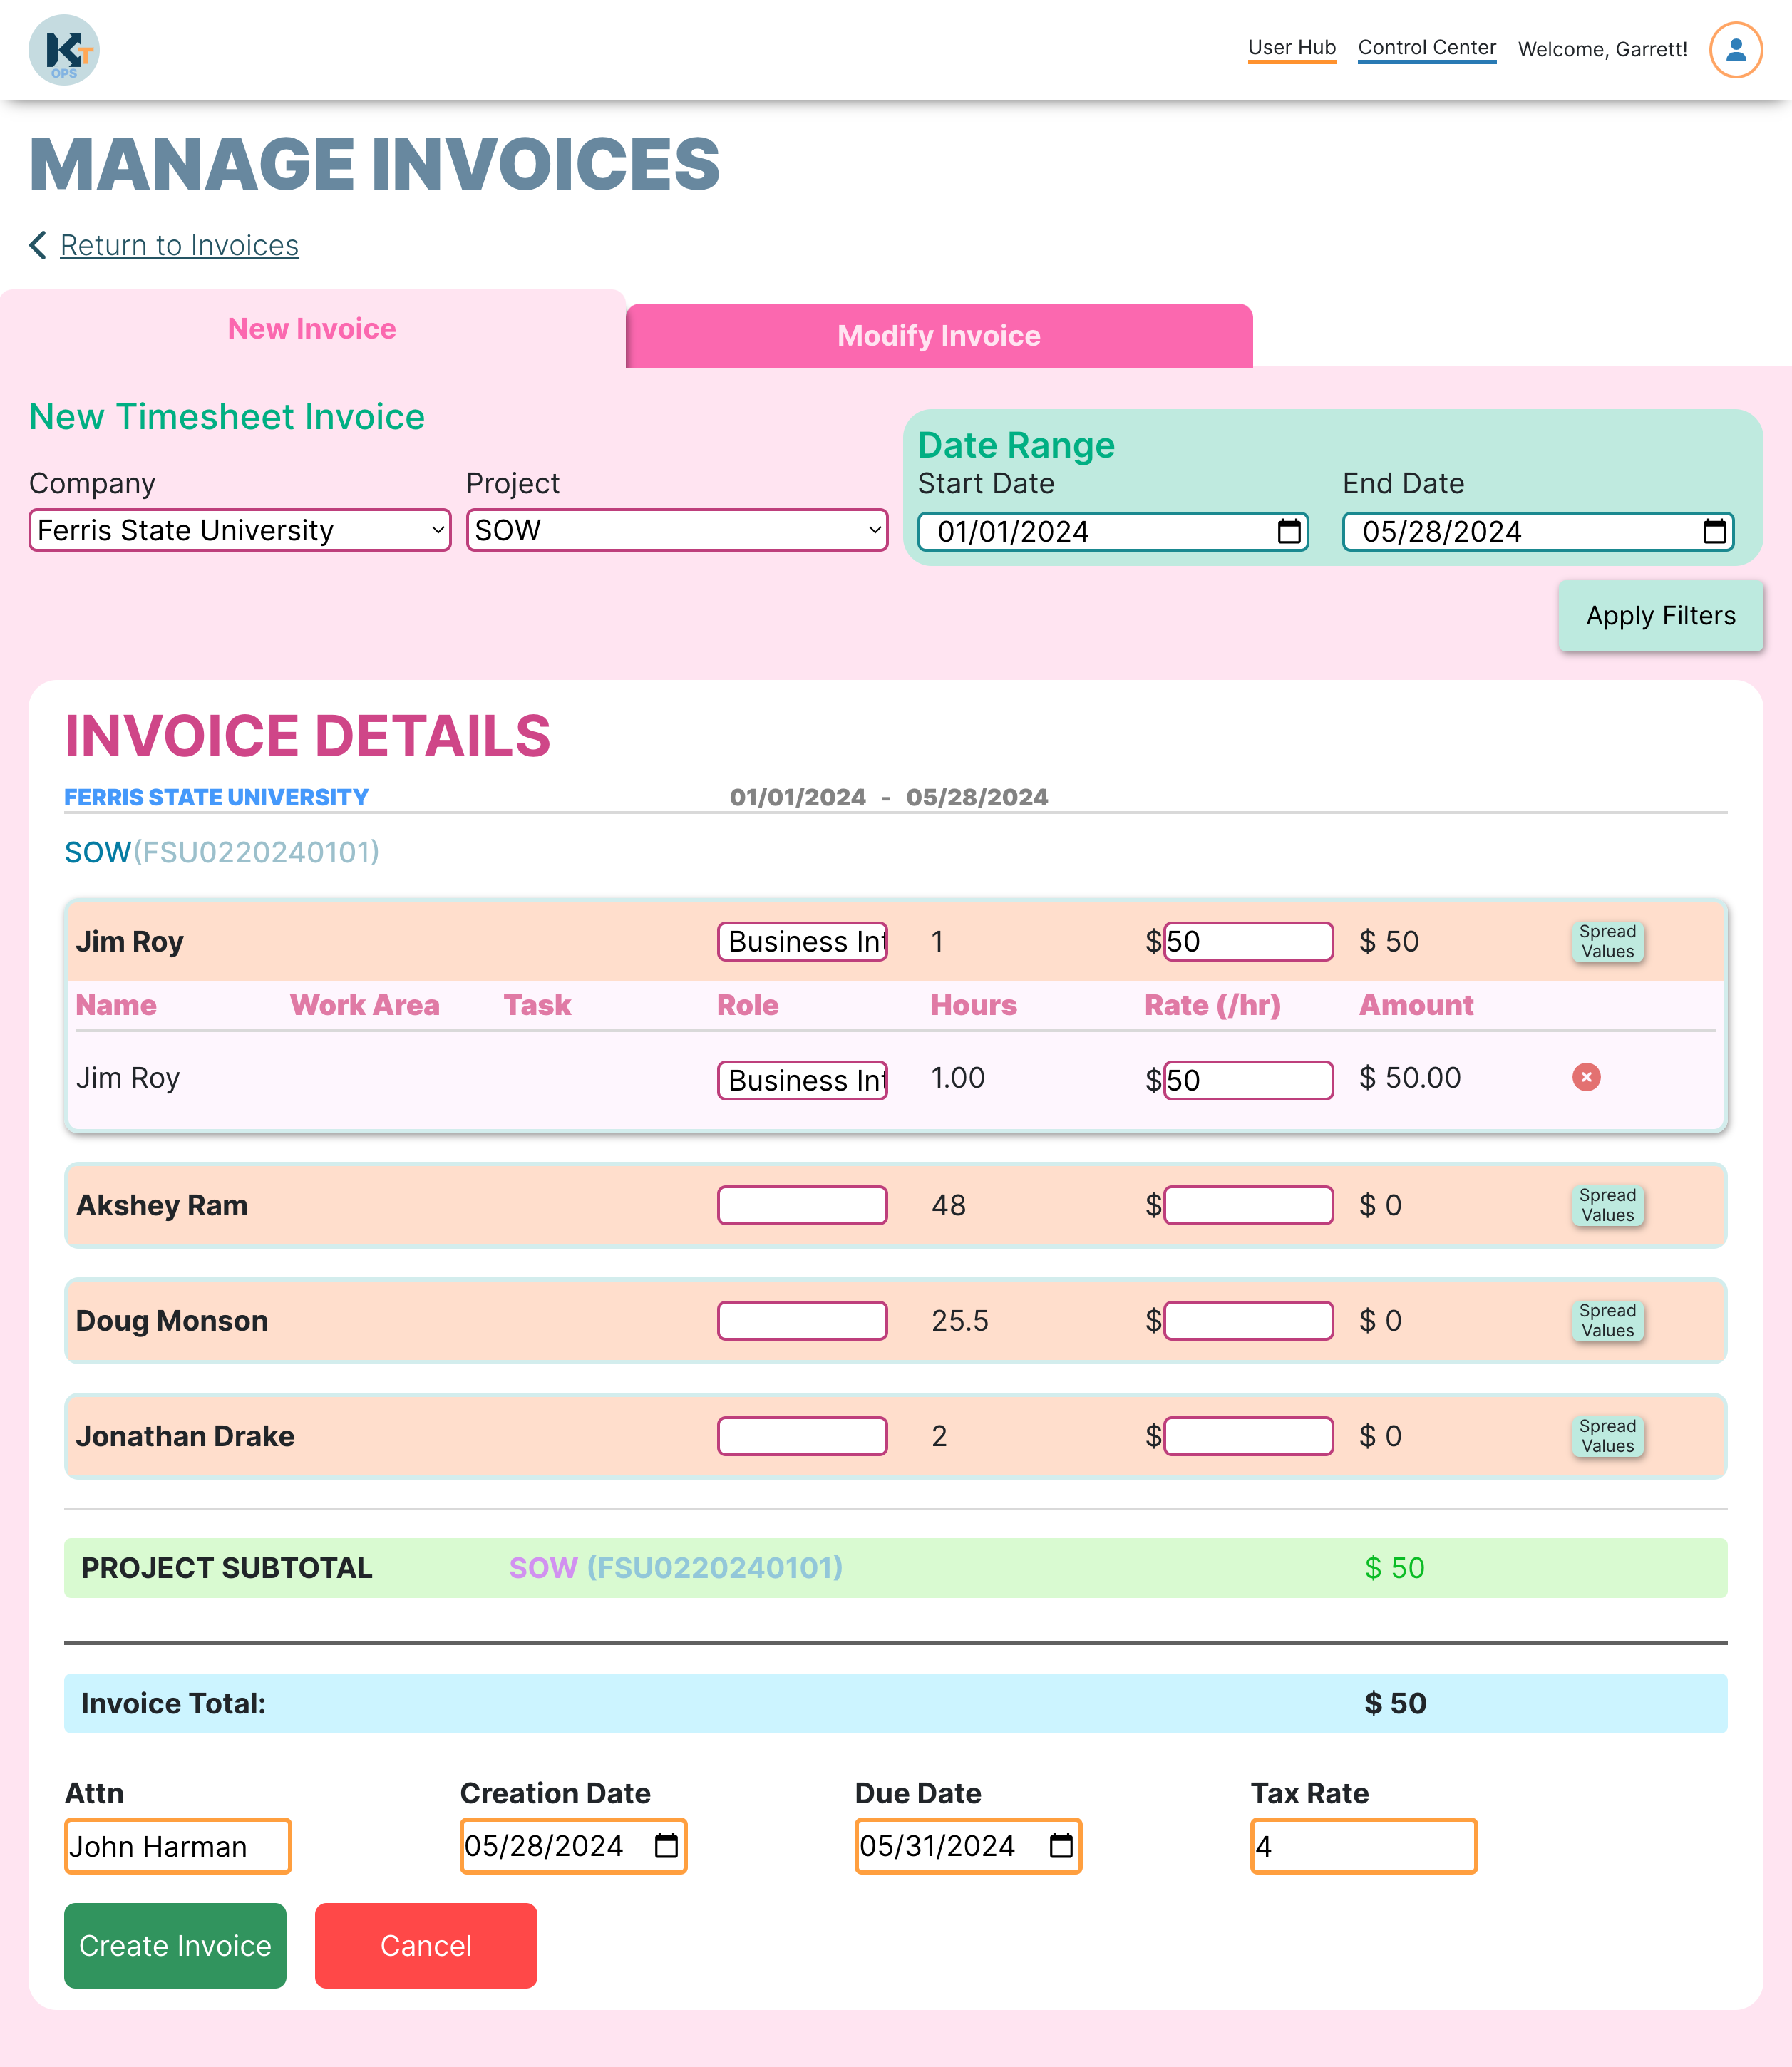 KT
OPS
User Hub Control Center Welcome, Garrett!
MANAGE INVOICES
Return to Invoices
New Invoice Modify Invoice
New Timesheet Invoice
Date Range
Company Project Start Date End Date
Ferris State University SOW 01/01/2024 05/28/2024
Apply Filters
INVOICE DETAILS
FERRIS STATE UNIVERSITY 01/01/2024 - 05/28/2024
SOW(FSU0220240101)
Jim Roy Business Int 1 $50 $ 50 Spread Values
Name Work Area Task Role Hours Rate (/hr) Amount
Jim Roy Business Int 1.00 $50 $ 50.00
Akshey Ram 48 $ $ 0 Spread Values
Doug Monson 25.5 $ $ 0 Spread Values
Jonathan Drake 2 $ $ 0 Spread Values
PROJECT SUBTOTAL SOW (FSU0220240101) $ 50
Invoice Total: $ 50
Attn Creation Date Due Date Tax Rate
John Harman 05/28/2024 05/31/2024 4
Create Invoice Cancel